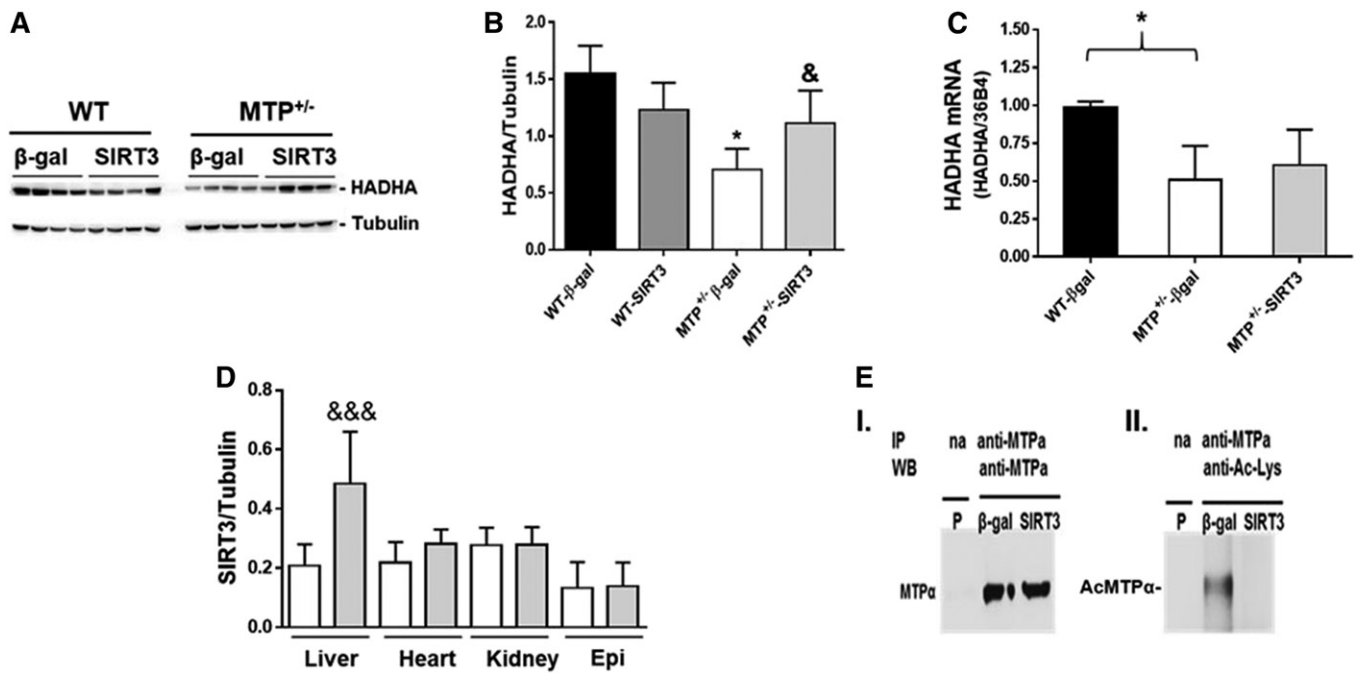 A
WT MTP+/-
β-gal SIRT3 β-gal SIRT3
- HADHA
- Tubulin
B
HADHA/Tubulin
2.0
1.5
1.0
0.5
0.0
*
&
WT-β-gal
WT-SIRT3
MTP+/- β-gal
MTP+/--SIRT3
C
HADHA mRNA
(HADHA/36B4)
1.50
1.25
1.00
0.75
0.50
0.25
0.00
*
WT-βgal
MTP+/--βgal
MTP+/--SIRT3
D
SIRT3/Tubulin
0.8
0.6
0.4
0.2
0.0
&&&
Liver Heart Kidney Epi
E
I.
IP na anti-MTPa
WB anti-MTPa
P β-gal SIRT3
MTPα
II.
na anti-MTPa
anti-Ac-Lys
P β-gal SIRT3
AcMTPα-